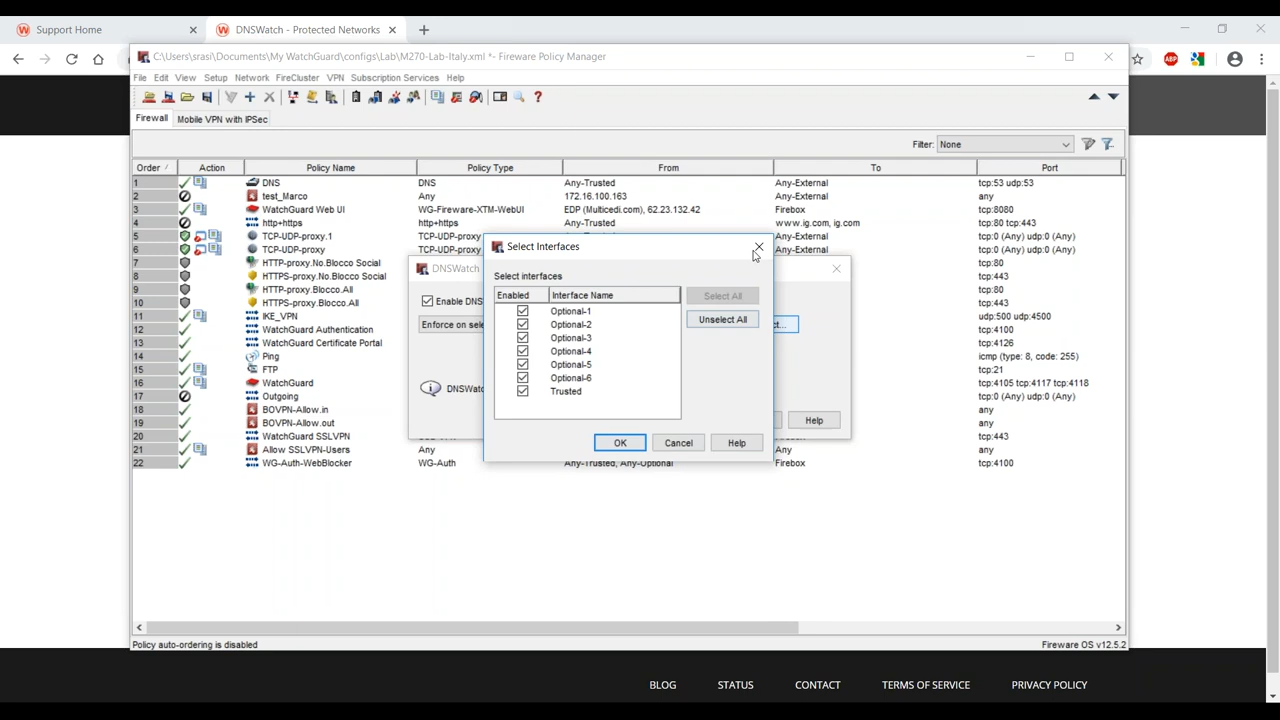 Support Home
DNSWatch - Protected Networks
C:\Users\srasi\Documents\My WatchGuard\configs\Lab\M270-Lab-Italy.xml *- Fireware Policy Manager
File Edit View Setup Network FireCluster VPN Subscription Services Help
Firewall Mobile VPN with IPSec
Filter: None
Order / Action Policy Name Policy Type From To Port
1 DNS DNS Any-Trusted Any-External tcp:53 udp:53
2 test_Marco Any 172.16.100.163 Any-External any
3 WatchGuard Web UI WG-Fireware-XTM-WebUI EDP (Multicedi.com), 62.23.132.42 Firebox tcp:8080
4 http+https http+https Any-Trusted www.ig.com, ig.com tcp:80 tcp:443
5 TCP-UDP-proxy.1 TCP-UDP-proxy Any-External tcp:0 (Any) udp:0 (Any)
6 TCP-UDP-proxy TCP-UDP-proxy Any-External tcp:0 (Any) udp:0 (Any)
7 HTTP-proxy.No.Blocco Social tcp:80
8 HTTPS-proxy.No.Blocco Social tcp:443
9 HTTP-proxy.Blocco.All tcp:80
10 HTTPS-proxy.Blocco.All tcp:443
11 IKE_VPN udp:500 udp:4500
12 WatchGuard Authentication tcp:4100
13 WatchGuard Certificate Portal tcp:4126
14 Ping icmp (type: 8, code: 255)
15 FTP tcp:21
16 WatchGuard tcp:4105 tcp:4117 tcp:4118
17 Outgoing tcp:0 (Any) udp:0 (Any)
18 BOVPN-Allow.in any
19 BOVPN-Allow.out any
20 WatchGuard SSLVPN tcp:443
21 Allow SSLVPN-Users Any Any any
22 WG-Auth-WebBlocker WG-Auth Any-Trusted, Any-Optional Firebox tcp:4100
DNSWatch
Enable DNS
Enforce on sele
ct...
DNSWatc
Help
Select Interfaces
Select interfaces
Enabled Interface Name
Select All
Unselect All
Optional-1
Optional-2
Optional-3
Optional-4
Optional-5
Optional-6
Trusted
OK Cancel Help
Policy auto-ordering is disabled
Fireware OS v12.5.2
BLOG STATUS CONTACT TERMS OF SERVICE PRIVACY POLICY